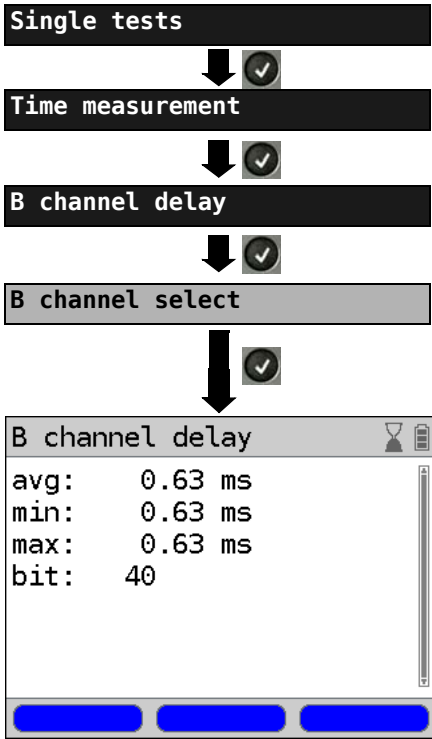 Single tests
Time measurement
B channel delay
B channel select
B channel delay
avg: 0.63 ms
min: 0.63 ms
max: 0.63 ms
bit: 40